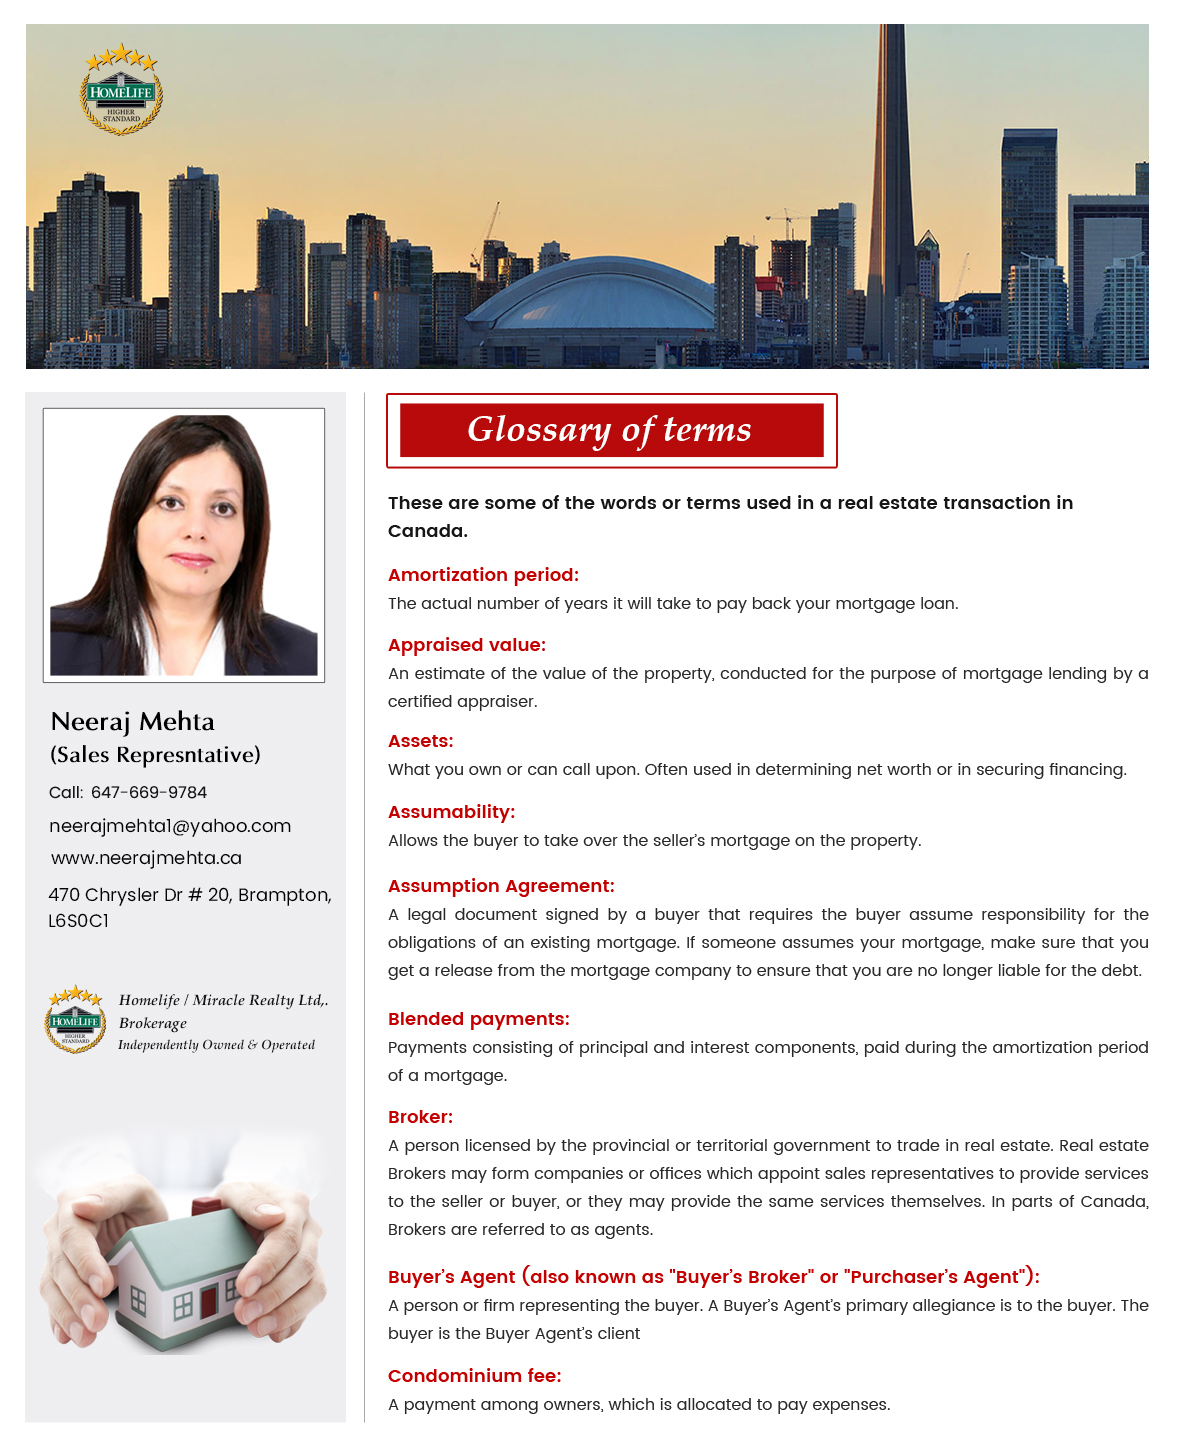 HOMELIFE
HIGHER
STANDARD
Neeraj Mehta
(Sales Represntative)
Call: 647-669-9784
neerajmehta1@yahoo.com
www.neerajmehta.ca
470 Chrysler Dr # 20, Brampton,
L6S0C1
HOMELIFE
HIGHER
STANDARD
Homelife / Miracle Realty Ltd,.
Brokerage
Independently Owned & Operated
Glossary of terms
These are some of the words or terms used in a real estate transaction in
Canada.
Amortization period:
The actual number of years it will take to pay back your mortgage loan.
Appraised value:
An estimate of the value of the property, conducted for the purpose of mortgage lending by a
certified appraiser.
Assets:
What you own or can call upon. Often used in determining net worth or in securing financing.
Assumability:
Allows the buyer to take over the seller’s mortgage on the property.
Assumption Agreement:
A legal document signed by a buyer that requires the buyer assume responsibility for the
obligations of an existing mortgage. If someone assumes your mortgage, make sure that you
get a release from the mortgage company to ensure that you are no longer liable for the debt.
Blended payments:
Payments consisting of principal and interest components, paid during the amortization period
of a mortgage.
Broker:
A person licensed by the provincial or territorial government to trade in real estate. Real estate
Brokers may form companies or offices which appoint sales representatives to provide services
to the seller or buyer, or they may provide the same services themselves. In parts of Canada,
Brokers are referred to as agents.
Buyer’s Agent (also known as "Buyer’s Broker" or "Purchaser’s Agent"):
A person or firm representing the buyer. A Buyer’s Agent’s primary allegiance is to the buyer. The
buyer is the Buyer Agent’s client
Condominium fee:
A payment among owners, which is allocated to pay expenses.